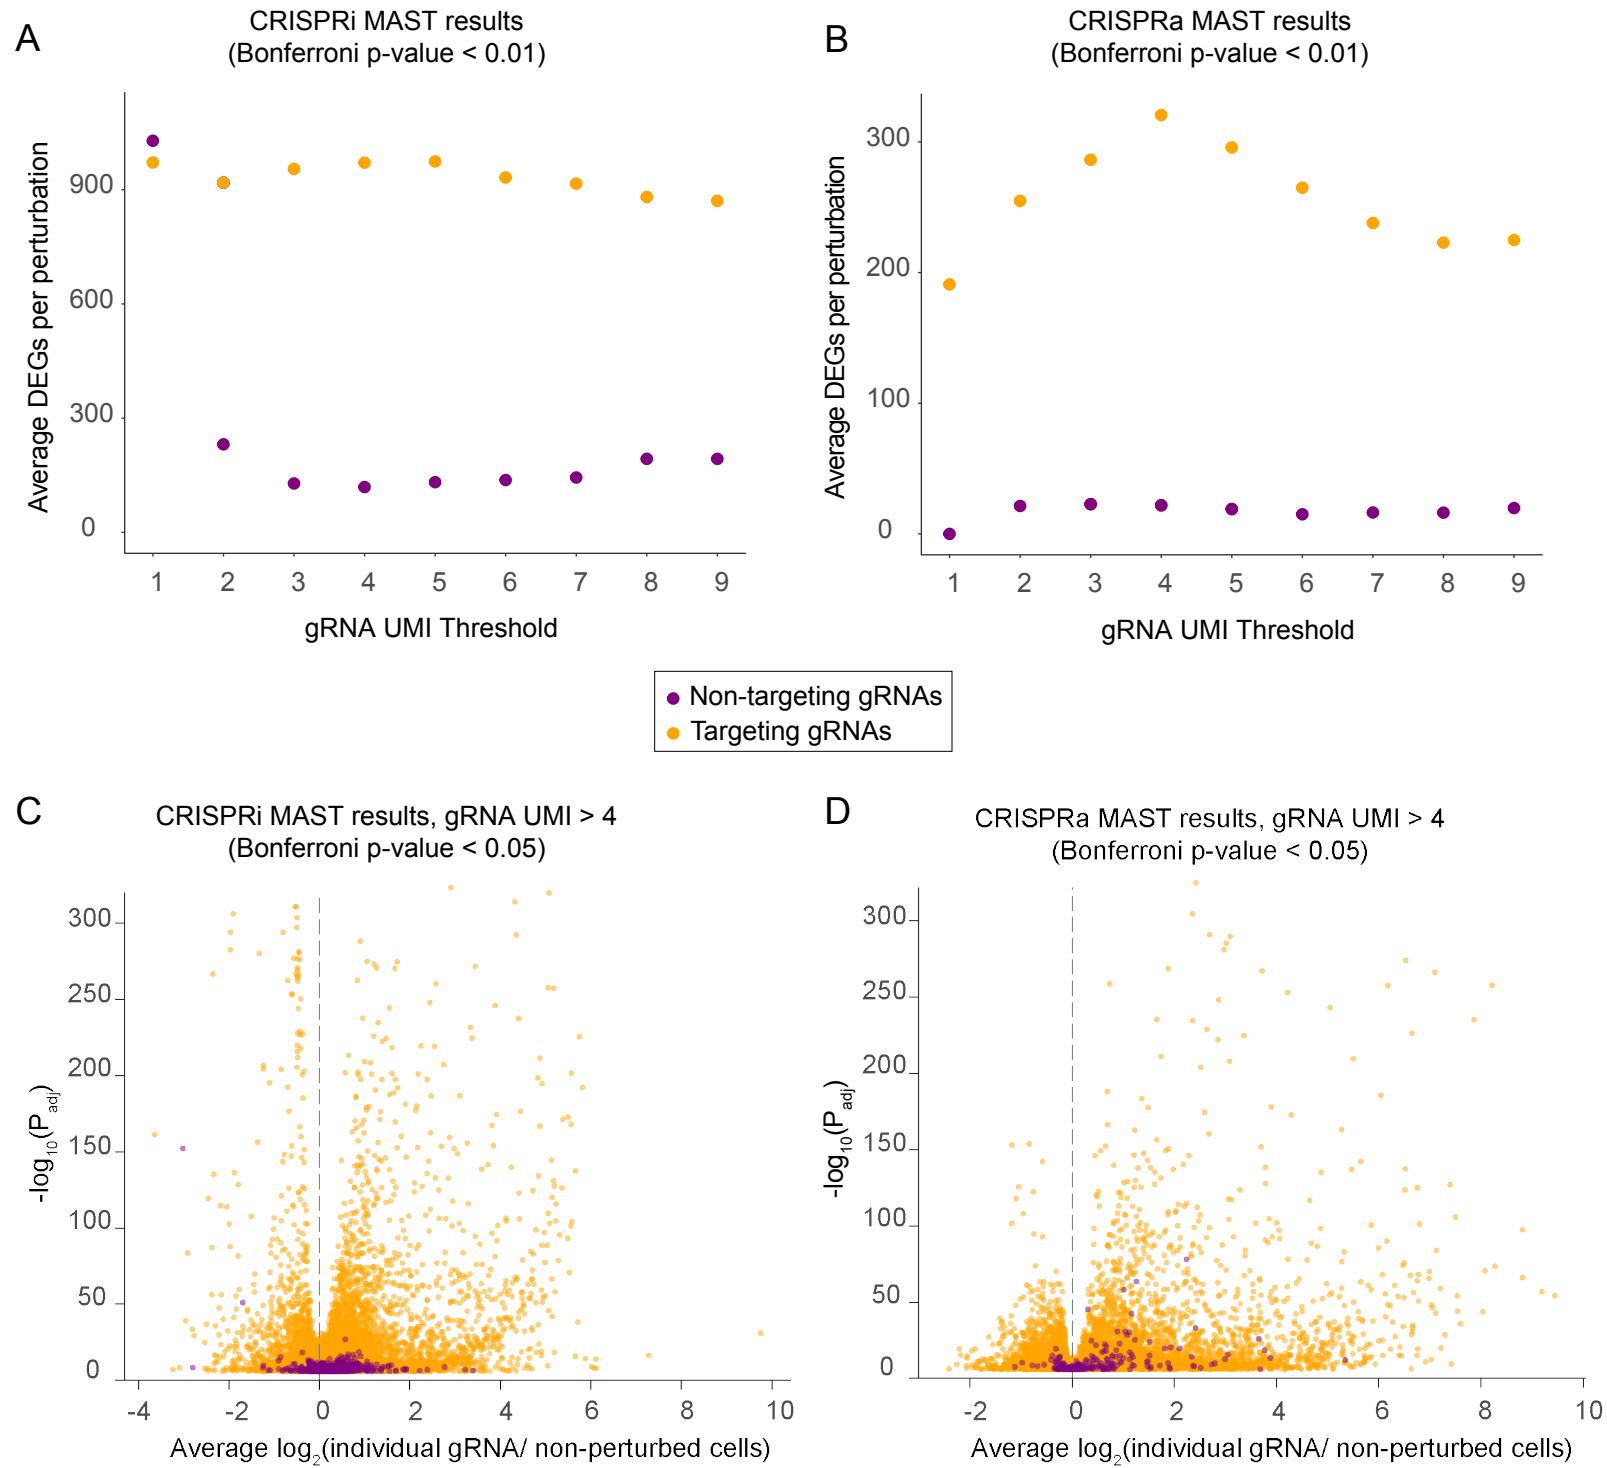 A
CRISPRi MAST results
(Bonferroni p-value < 0.01)
Average DEGs per perturbation
900
600
300
0
1 2 3 4 5 6 7 8 9
gRNA UMI Threshold
B
CRISPRa MAST results
(Bonferroni p-value < 0.01)
Average DEGs per perturbation
300
200
100
0
1 2 3 4 5 6 7 8 9
gRNA UMI Threshold
Non-targeting gRNAs
Targeting gRNAs
C
CRISPRi MAST results, gRNA UMI > 4
(Bonferroni p-value < 0.05)
-log10(Padj)
300
250
200
150
100
50
0
-4 -2 0 2 4 6 8 10
Average log2(individual gRNA/ non-perturbed cells)
D
CRISPRa MAST results, gRNA UMI > 4
(Bonferroni p-value < 0.05)
-log10(Padj)
300
250
200
150
100
50
0
-2 0 2 4 6 8 10
Average log2(individual gRNA/ non-perturbed cells)